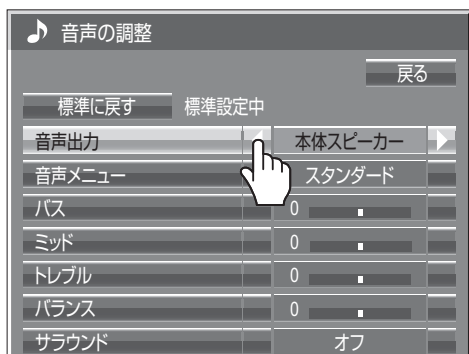 音声の調整
戻る
標準に戻す 標準設定中
音声出力 本体スピーカー
音声メニュー スタンダード
バス 0
ミッド 0
トレブル 0
バランス 0
サラウンド オフ